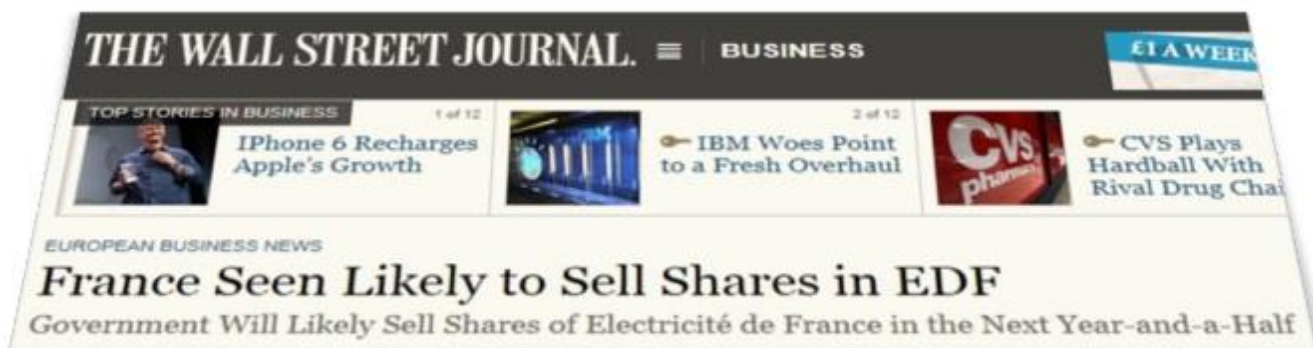 THE WALL STREET JOURNAL. BUSINESS
£1 A WEEK
TOP STORIES IN BUSINESS
1 of 12
IPhone 6 Recharges
Apple's Growth
2 of 12
IBM Woes Point
to a Fresh Overhaul
CVS
pharmacy
CVS Plays
Hardball With
Rival Drug Chai
EUROPEAN BUSINESS NEWS
France Seen Likely to Sell Shares in EDF
Government Will Likely Sell Shares of Electricité de France in the Next Year-and-a-Half